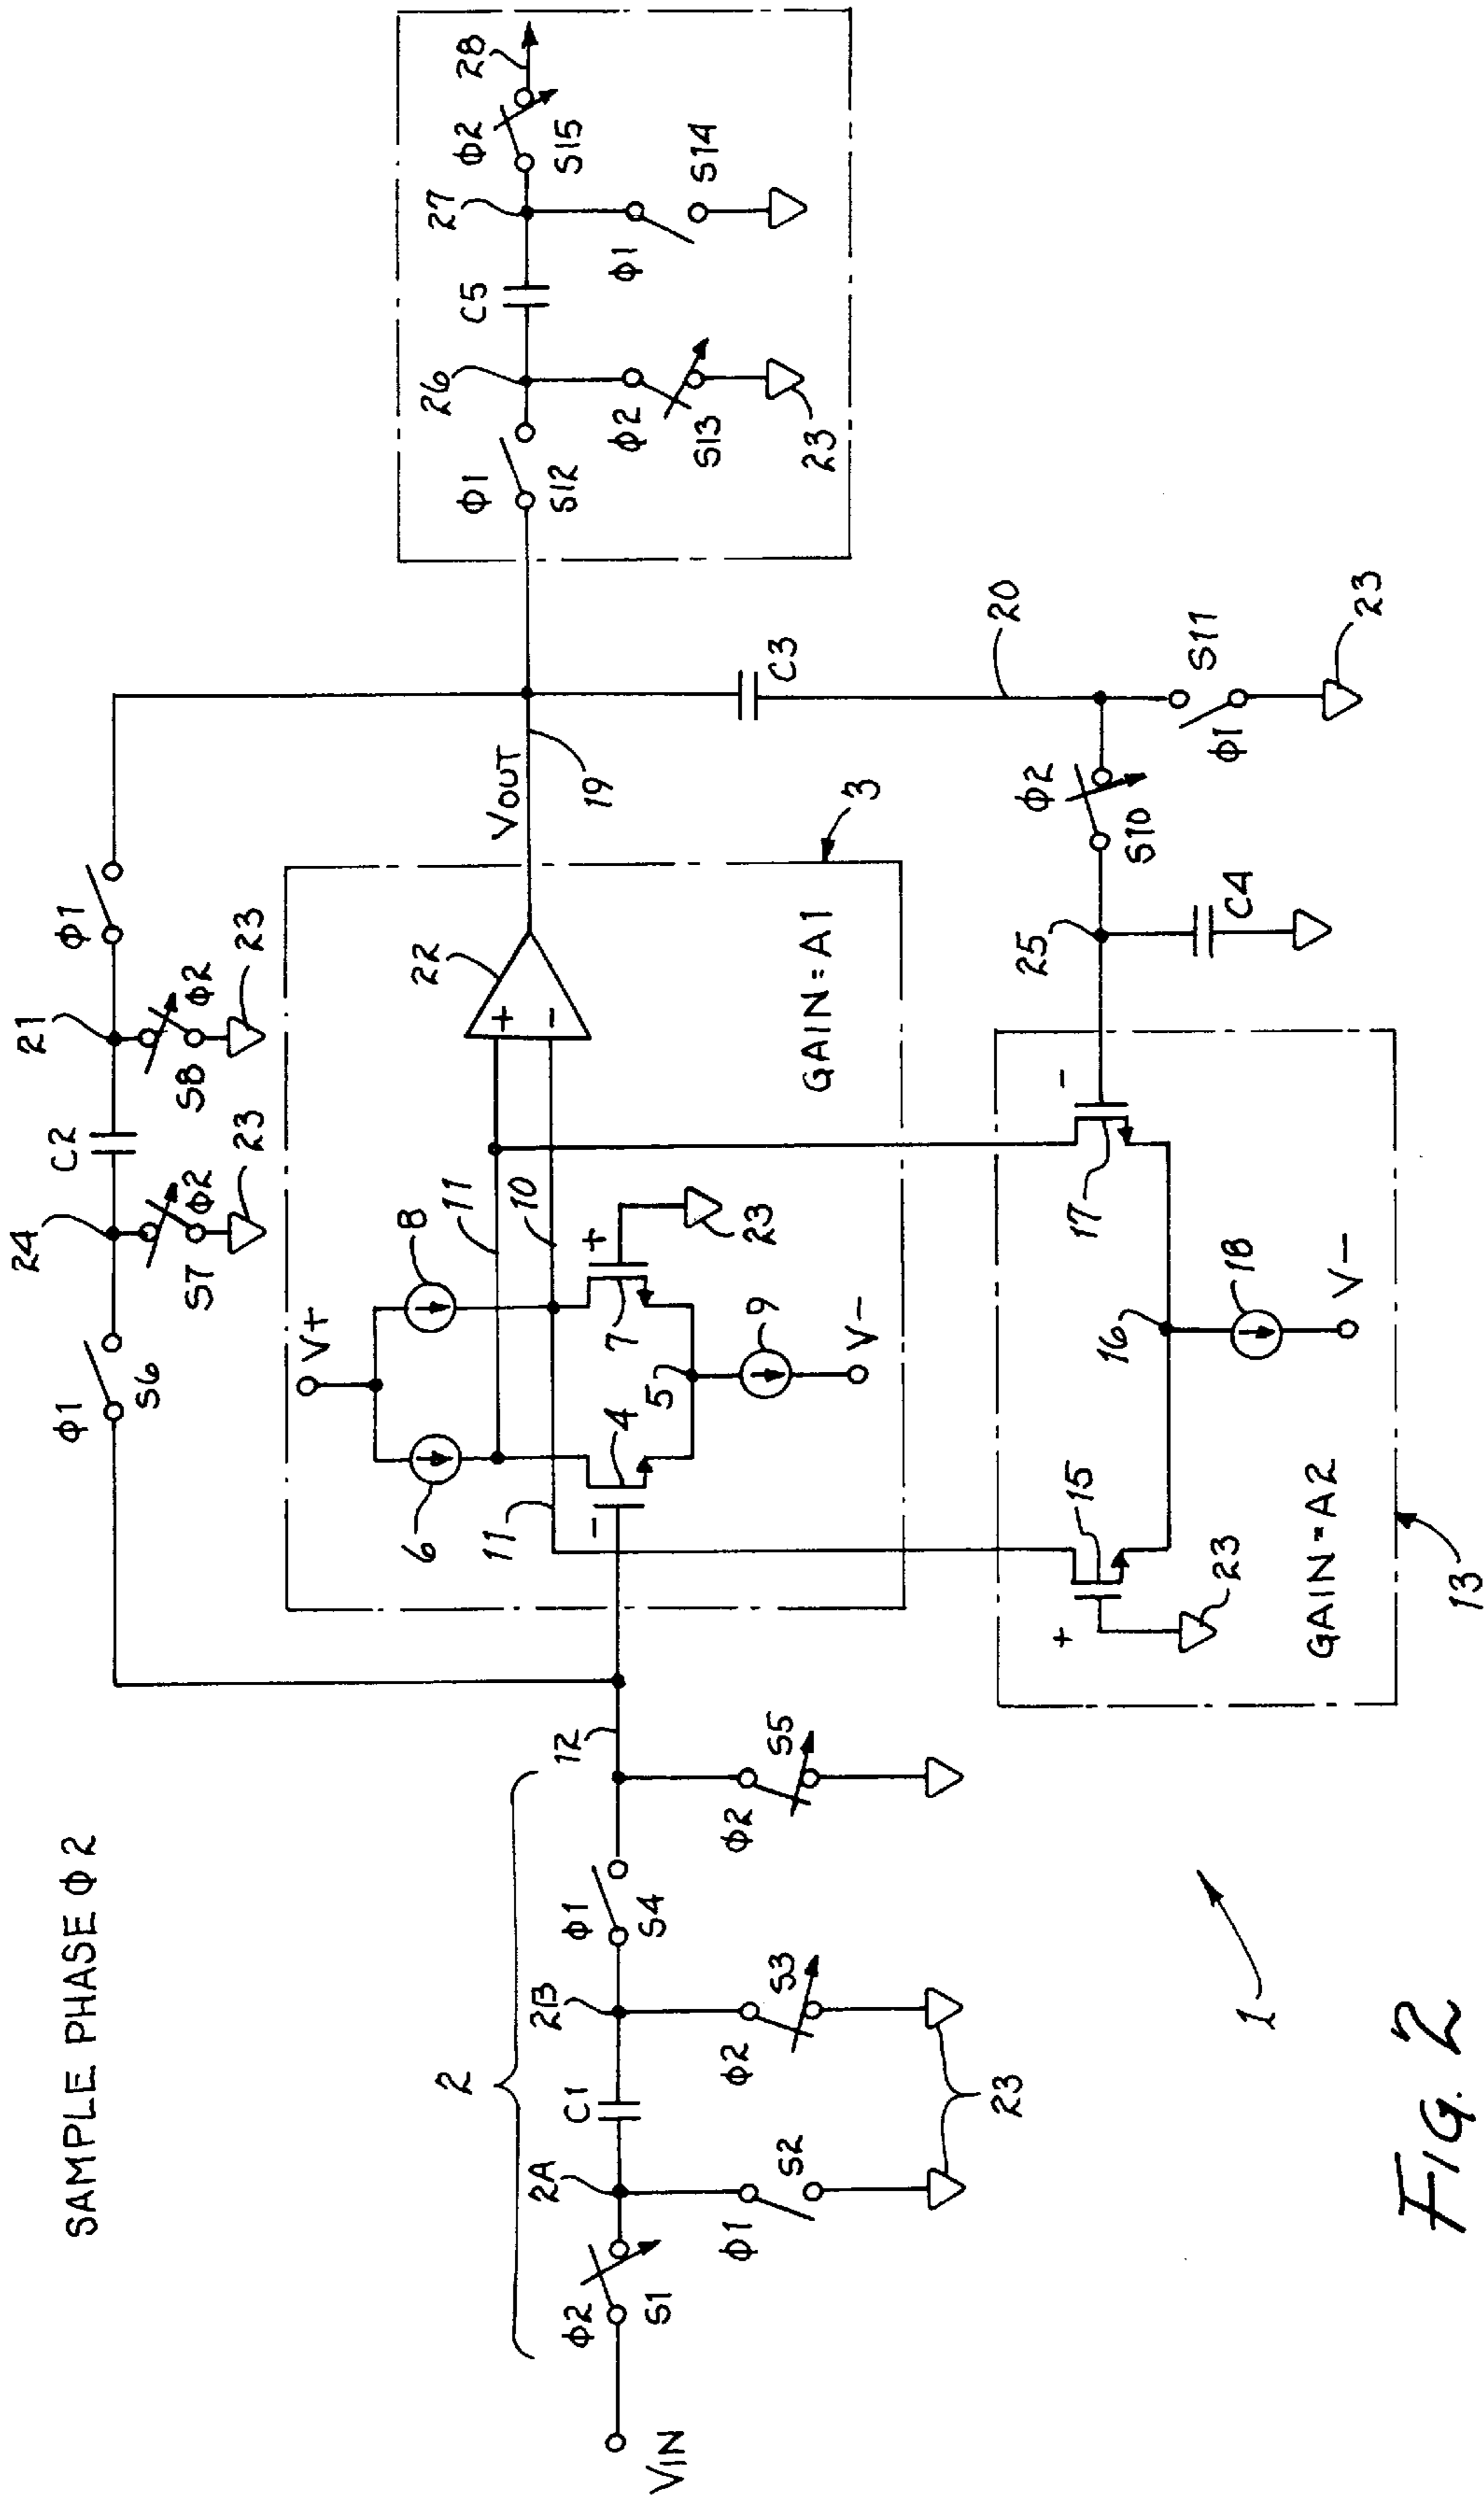 SAMPLE PHASE Φ2
Φ1
S6
24
C2
21
Φ1
S7
Φ2
23
S8
Φ2
23
V+
6
8
11
11
10
22
+
-
VOUT
19
-
4
5
7
+
23
9
V-
GAIN=A1
3
2
12
VIN
Φ2
S1
2A
C1
2B
Φ1
S4
Φ1
S2
Φ2
S3
Φ2
S5
23
1
+
15
23
16
17
-
18
V-
GAIN=A2
13
25
C4
Φ2
S10
C3
20
Φ1
S11
23
Φ1
S12
26
C5
27
Φ2
S15
28
Φ2
S13
23
Φ1
S14
FIG. 2